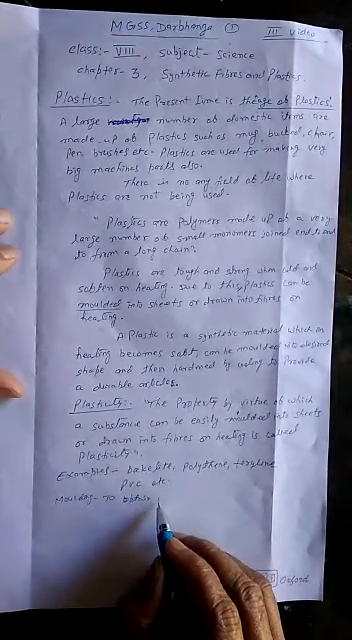 MGSS, Darbhanga ① III video
class:- VIII, subject- science
chapter- 3, Synthetic Fibres and Plastics.
Plastics:- The Present time is the age of Plastics.
A large number of domestic items are
made up of Plastics such as mug, bucked, chair,
Pen brushes etc. Plastics are used for making very
big machines parts also.
There is no any field of life where
Plastics are not being used.
"Plastics are Polymers made up of a very
large number of small monomers joined end to end
to form a long chain".
Plastics are tough and strong when cold and
soften on heating. Due to this, Plastics can be
moulded into sheets or drawn into fibres on
heating.
A Plastic is a synthetic material which on
heating becomes soft, can be moulded into desired
shape and then hardened by cooling to Provide
a durable articles.
Plasticity:- "The Property by virtue of which
a substance can be easily moulded into sheets
or drawn into fibres on heating is called
Plasticity".
Examples- bakelite, Polythene, terylene
PVC etc.
Moulding- To obtain
Oxford